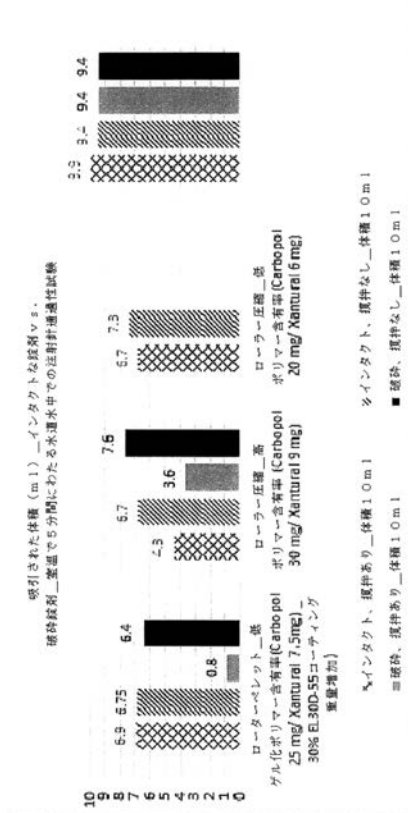 吸引された体積 (ml) _インタクトな錠剤vs.
破砕錠剤_室温で5分間にわたる水道水中での注射針通過性試験
10
9
8
7
6
5
4
3
2
1
0
6.9
6.75
0.8
6.4
4.3
6.7
3.6
7.6
6.7
7.3
9.9
9.4
9.4
9.4
ローターペレット_低
ゲル化ポリマー含有率(Carbopol
25 mg/ Xantural 7.5mg) _
30% EL30D-55コーティング
重量増加)
ローラー圧縮_高
ポリマー含有率(Carbopol
30 mg/ Xantural 9 mg)
ローラー圧縮_低
ポリマー含有率(Carbopol
20 mg/ Xantural 6 mg)
インタクト、撹拌あり_体積10ml
インタクト、撹拌なし_体積10ml
破砕、撹拌あり_体積10ml
破砕、撹拌なし_体積10ml